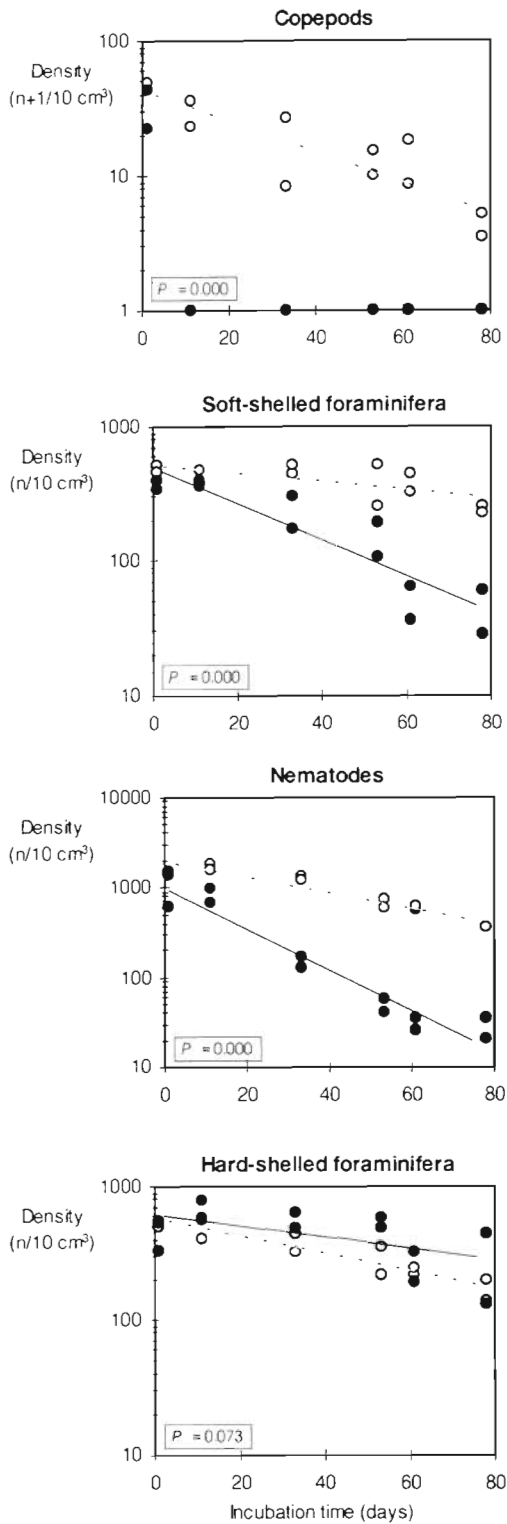 Copepods
Density
(n+1/10 cm³)
100
10
1
P = 0.000
0 20 40 60 80
Soft-shelled foraminifera
Density
(n/10 cm³)
1000
100
10
P = 0.000
0 20 40 60 80
Nematodes
Density
(n/10 cm³)
10000
1000
100
10
P = 0.000
0 20 40 60 80
Hard-shelled foraminifera
Density
(n/10 cm³)
1000
100
10
P = 0.073
0 20 40 60 80
Incubation time (days)